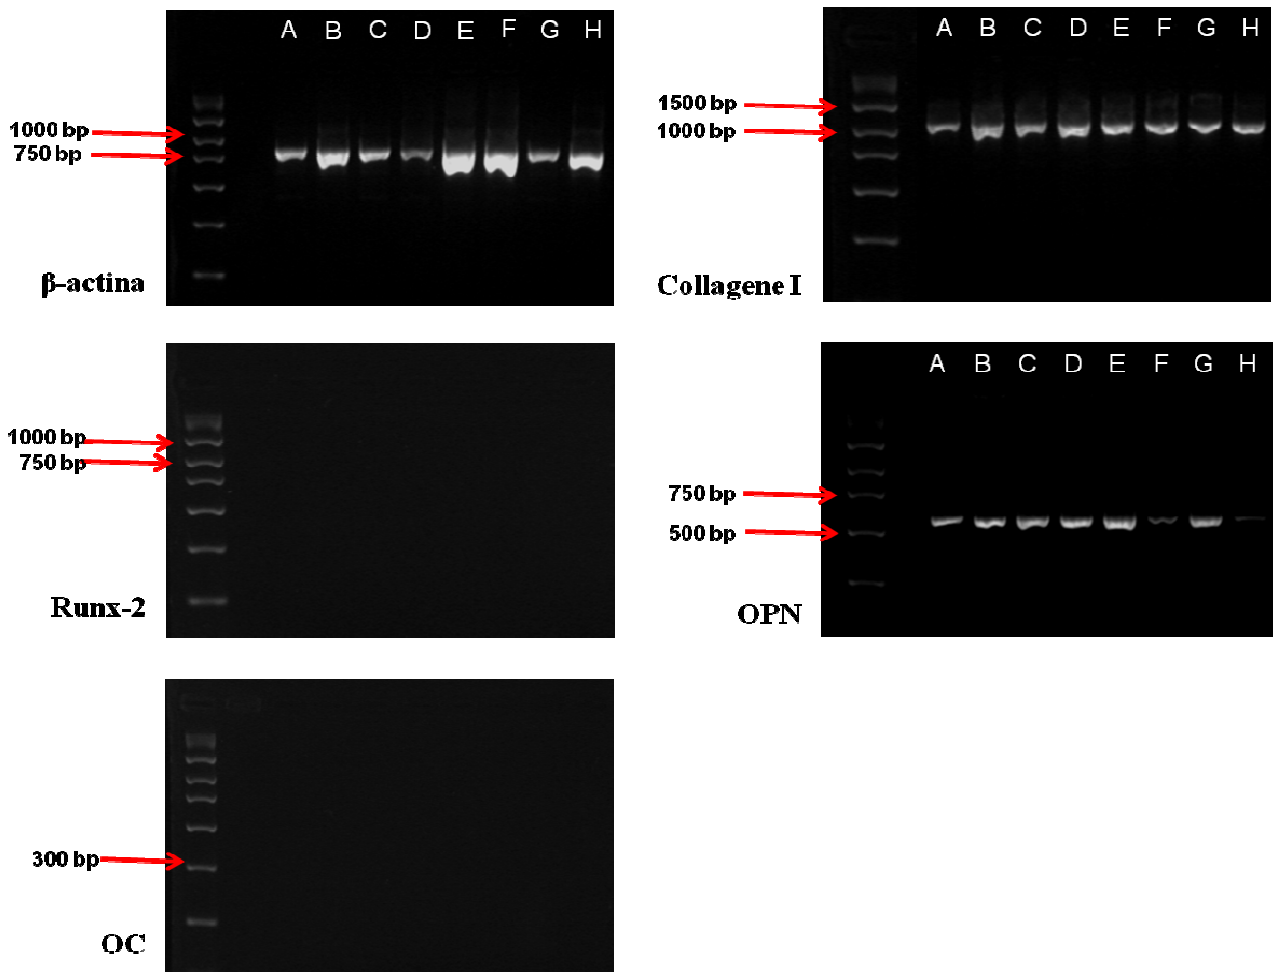 A B C D E F G H
1000 bp
750 bp
β-actina
A B C D E F G H
1500 bp
1000 bp
Collagene I
1000 bp
750 bp
Runx-2
A B C D E F G H
750 bp
500 bp
OPN
300 bp
OC